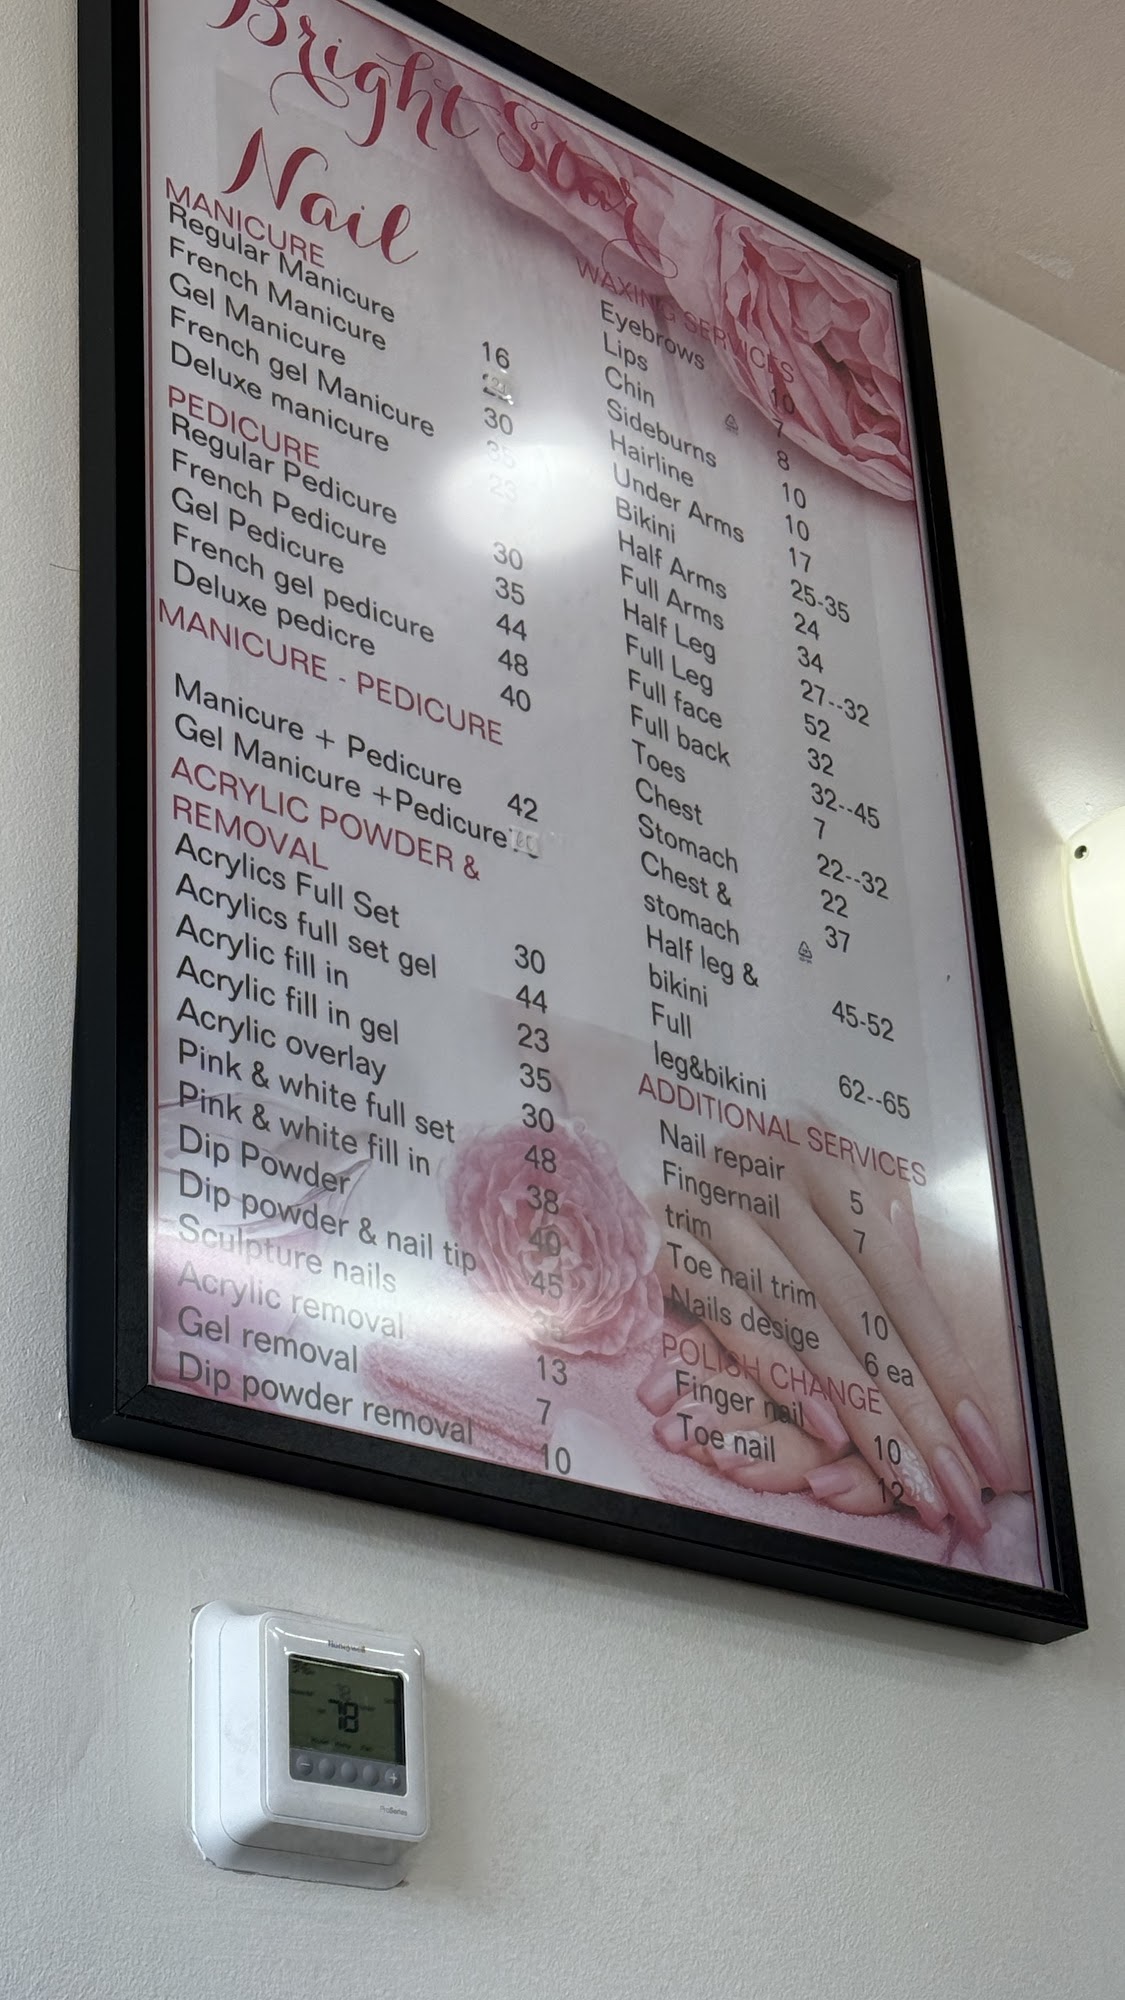 Bright Star
Nail
MANICURE
Regular Manicure 16
French Manicure
Gel Manicure 30
French gel Manicure 35
Deluxe manicure 23
PEDICURE
Regular Pedicure 30
French Pedicure 35
Gel Pedicure 44
French gel pedicure 48
Deluxe pedicre 40
MANICURE - PEDICURE
Manicure + Pedicure 42
Gel Manicure +Pedicure
ACRYLIC POWDER &
REMOVAL
Acrylics Full Set 30
Acrylics full set gel 44
Acrylic fill in 23
Acrylic fill in gel 35
Acrylic overlay 30
Pink & white full set 48
Pink & white fill in 38
Dip Powder 40
Dip powder & nail tip 45
Sculpture nails 35
Acrylic removal 13
Gel removal 7
Dip powder removal 10
WAXING SERVICES
Eyebrows 10
Lips 7
Chin 8
Sideburns 10
Hairline 10
Under Arms 17
Bikini 25-35
Half Arms 24
Full Arms 34
Half Leg 27--32
Full Leg 52
Full face 32
Full back 32--45
Toes 7
Chest 22--32
Stomach 22
Chest & 37
stomach
Half leg &
bikini 45-52
Full
leg&bikini 62--65
ADDITIONAL SERVICES
Nail repair 5
Fingernail 7
trim
Toe nail trim 10
Nails desige 6 ea
POLISH CHANGE
Finger nail 10
Toe nail 12
Honeywell
78
ProSeries